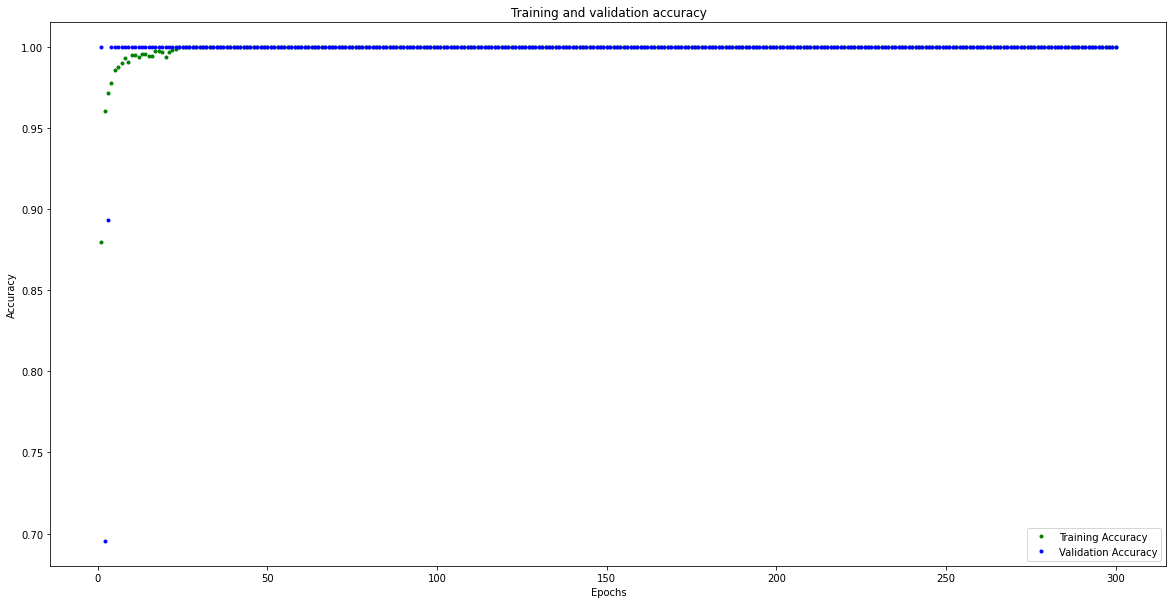 Training and validation accuracy
1.00
0.95
0.90
0.85
0.80
0.75
0.70
Accuracy
0 50 100 150 200 250 300
Epochs
Training Accuracy
Validation Accuracy